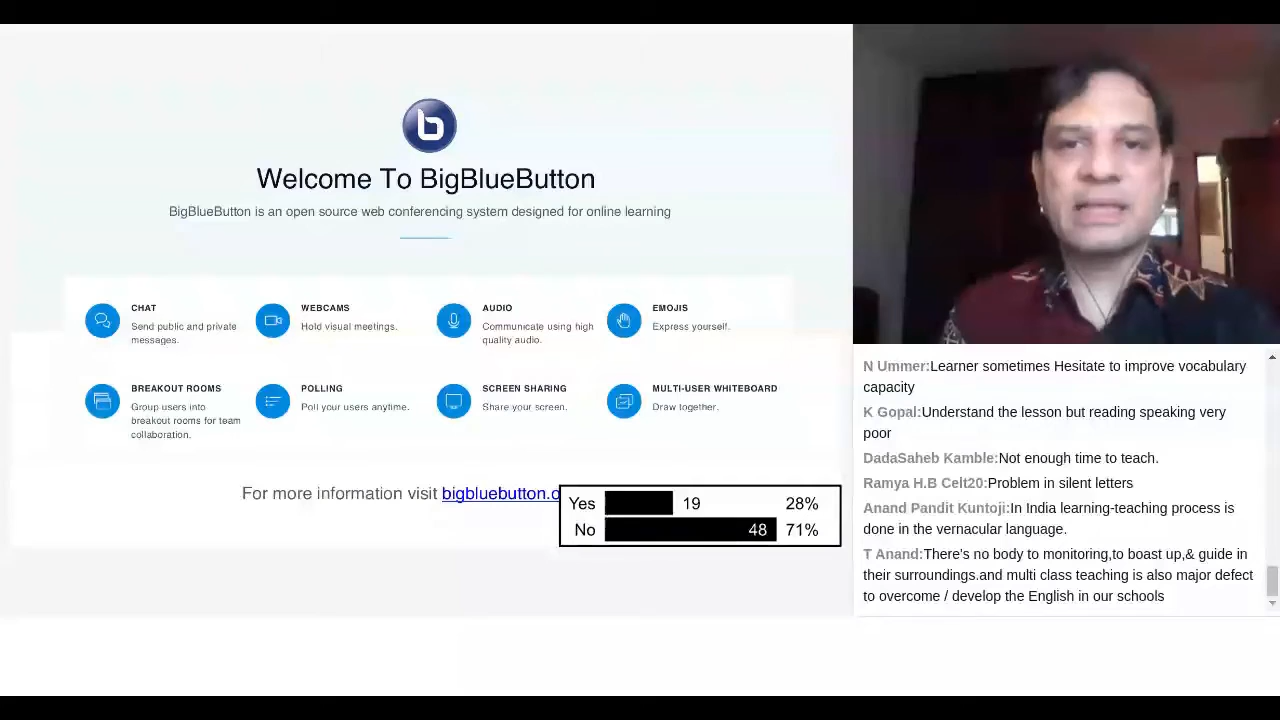 Welcome To BigBlueButton
BigBlueButton is an open source web conferencing system designed for online learning
CHAT
Send public and private
messages.
WEBCAMS
Hold visual meetings.
AUDIO
Communicate using high
quality audio.
EMOJIS
Express yourself.
BREAKOUT ROOMS
Group users into
breakout rooms for team
collaboration.
POLLING
Poll your users anytime.
SCREEN SHARING
Share your screen.
MULTI-USER WHITEBOARD
Draw together.
For more information visit bigbluebutton.o
Yes 19 28%
No 48 71%
N Ummer:Learner sometimes Hesitate to improve vocabulary
capacity
K Gopal:Understand the lesson but reading speaking very
poor
DadaSaheb Kamble:Not enough time to teach.
Ramya H.B Celt20:Problem in silent letters
Anand Pandit Kuntoji:In India learning-teaching process is
done in the vernacular language.
T Anand:There's no body to monitoring,to boast up,& guide in
their surroundings.and multi class teaching is also major defect
to overcome / develop the English in our schools